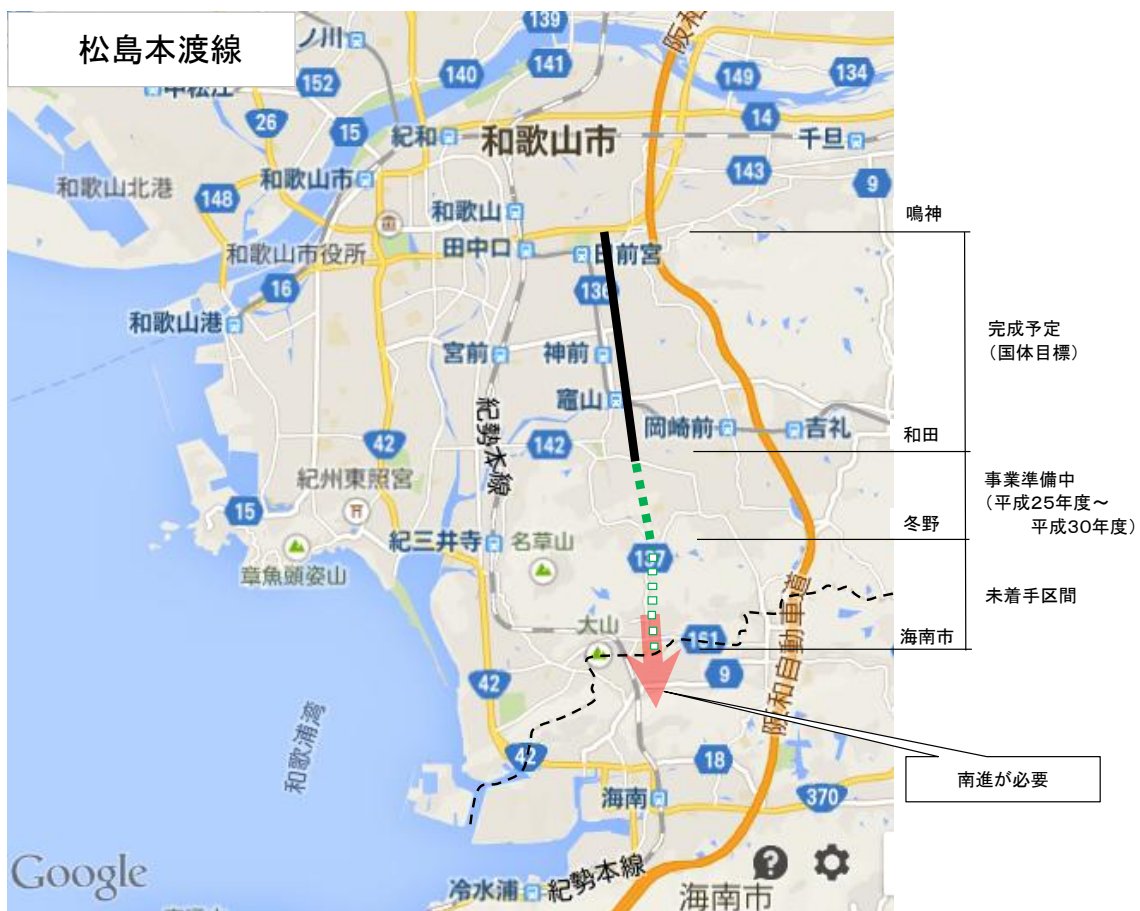 松島本渡線
ノ川
139
141
140
152
中松江
149
134
阪和
26
15
紀和
和歌山市
14
千旦
和歌山北港
和歌山市
143
9
148
和歌山
鳴神
和歌山市役所
田中口
日前宮
16
136
和歌山港
宮前
神前
完成予定
（国体目標）
竈山
紀勢本線
岡崎前
吉礼
和田
42
142
紀州東照宮
事業準備中
（平成25年度～
平成30年度）
15
冬野
紀三井寺
名草山
137
章魚頭姿山
未着手区間
大山
海南市
161
9
42
阪和自動車道
和歌浦湾
42
18
南進が必要
海南
370
Google
冷水浦
紀勢本線
海南市